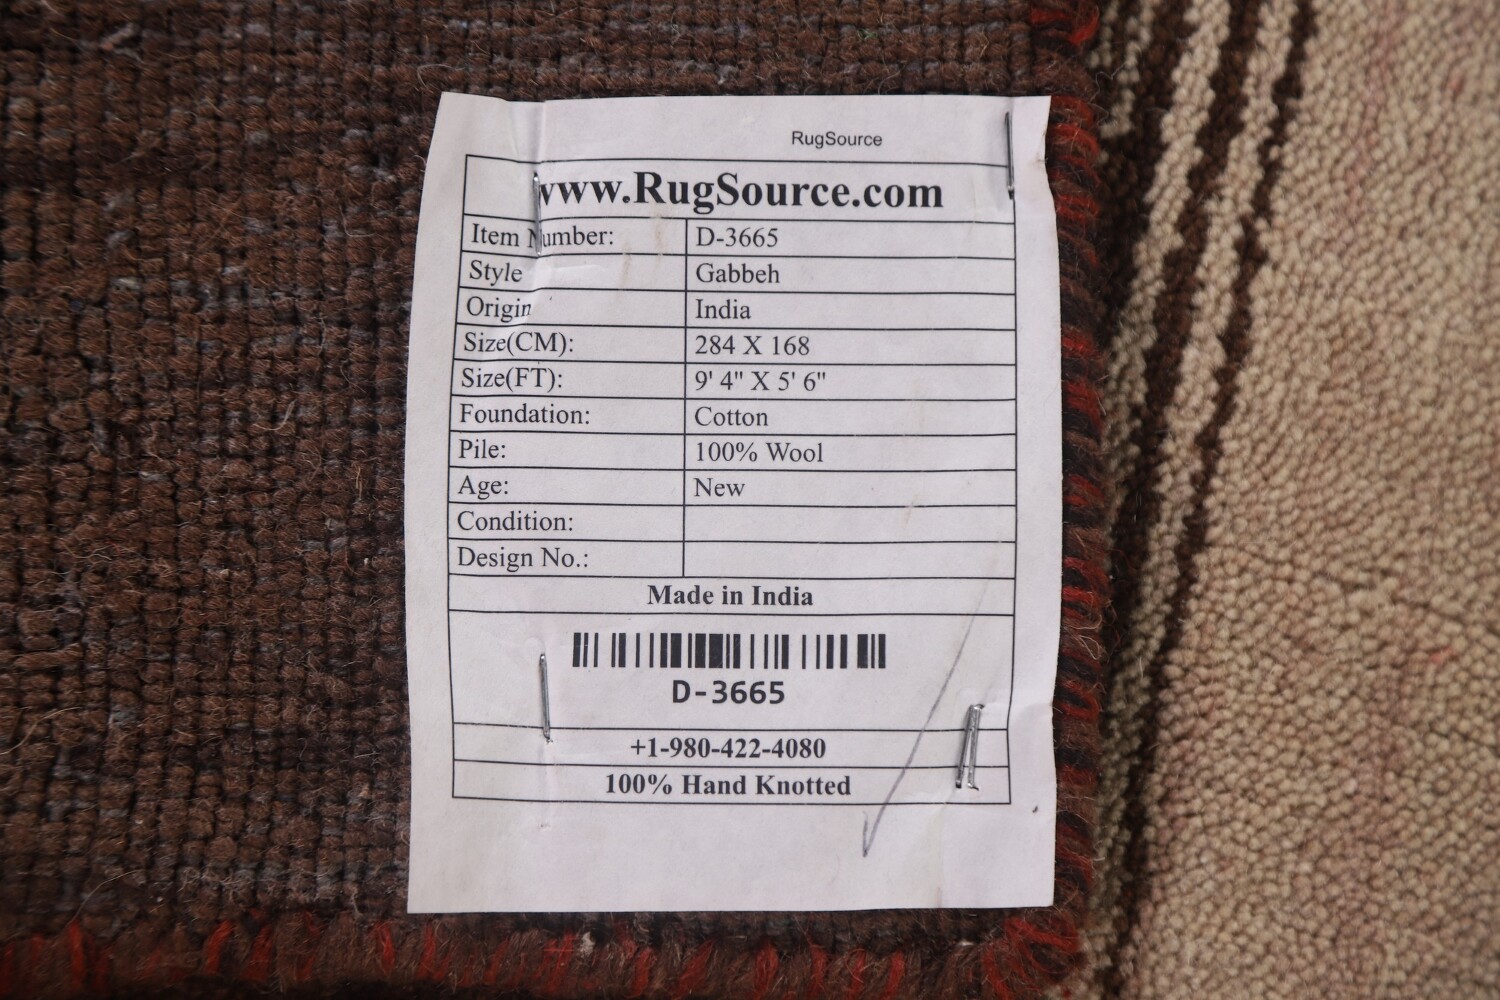 RugSource
www.RugSource.com
Item Number: D-3665
Style Gabbeh
Origin India
Size(CM): 284 X 168
Size(FT): 9' 4" X 5' 6"
Foundation: Cotton
Pile: 100% Wool
Age: New
Condition:
Design No.:
Made in India
D-3665
+1-980-422-4080
100% Hand Knotted